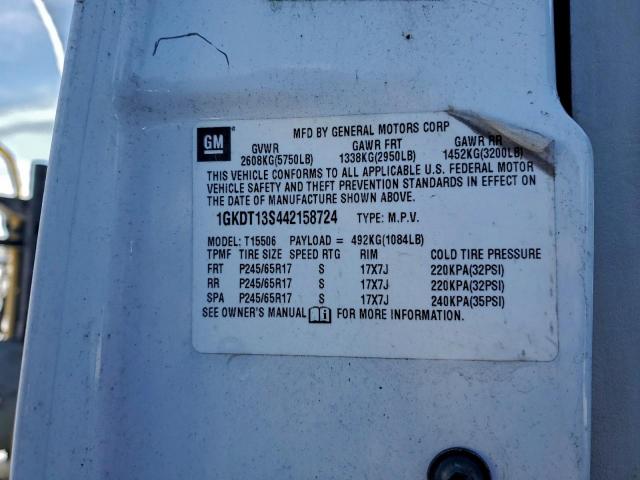 MFD BY GENERAL MOTORS CORP
GM ® GVWR GAWR FRT GAWR RR
2608KG(5750LB) 1338KG(2950LB) 1452KG(3200LB)
THIS VEHICLE CONFORMS TO ALL APPLICABLE U.S. FEDERAL MOTOR
VEHICLE SAFETY AND THEFT PREVENTION STANDARDS IN EFFECT ON
THE DATE OF MANUFACTURE SHOWN ABOVE.
1GKDT13S442158724 TYPE: M.P.V.
MODEL: T15506 PAYLOAD = 492KG(1084LB)
TPMF TIRE SIZE SPEED RTG RIM COLD TIRE PRESSURE
FRT P245/65R17 S 17X7J 220KPA(32PSI)
RR P245/65R17 S 17X7J 220KPA(32PSI)
SPA P245/65R17 S 17X7J 240KPA(35PSI)
SEE OWNER'S MANUAL FOR MORE INFORMATION.